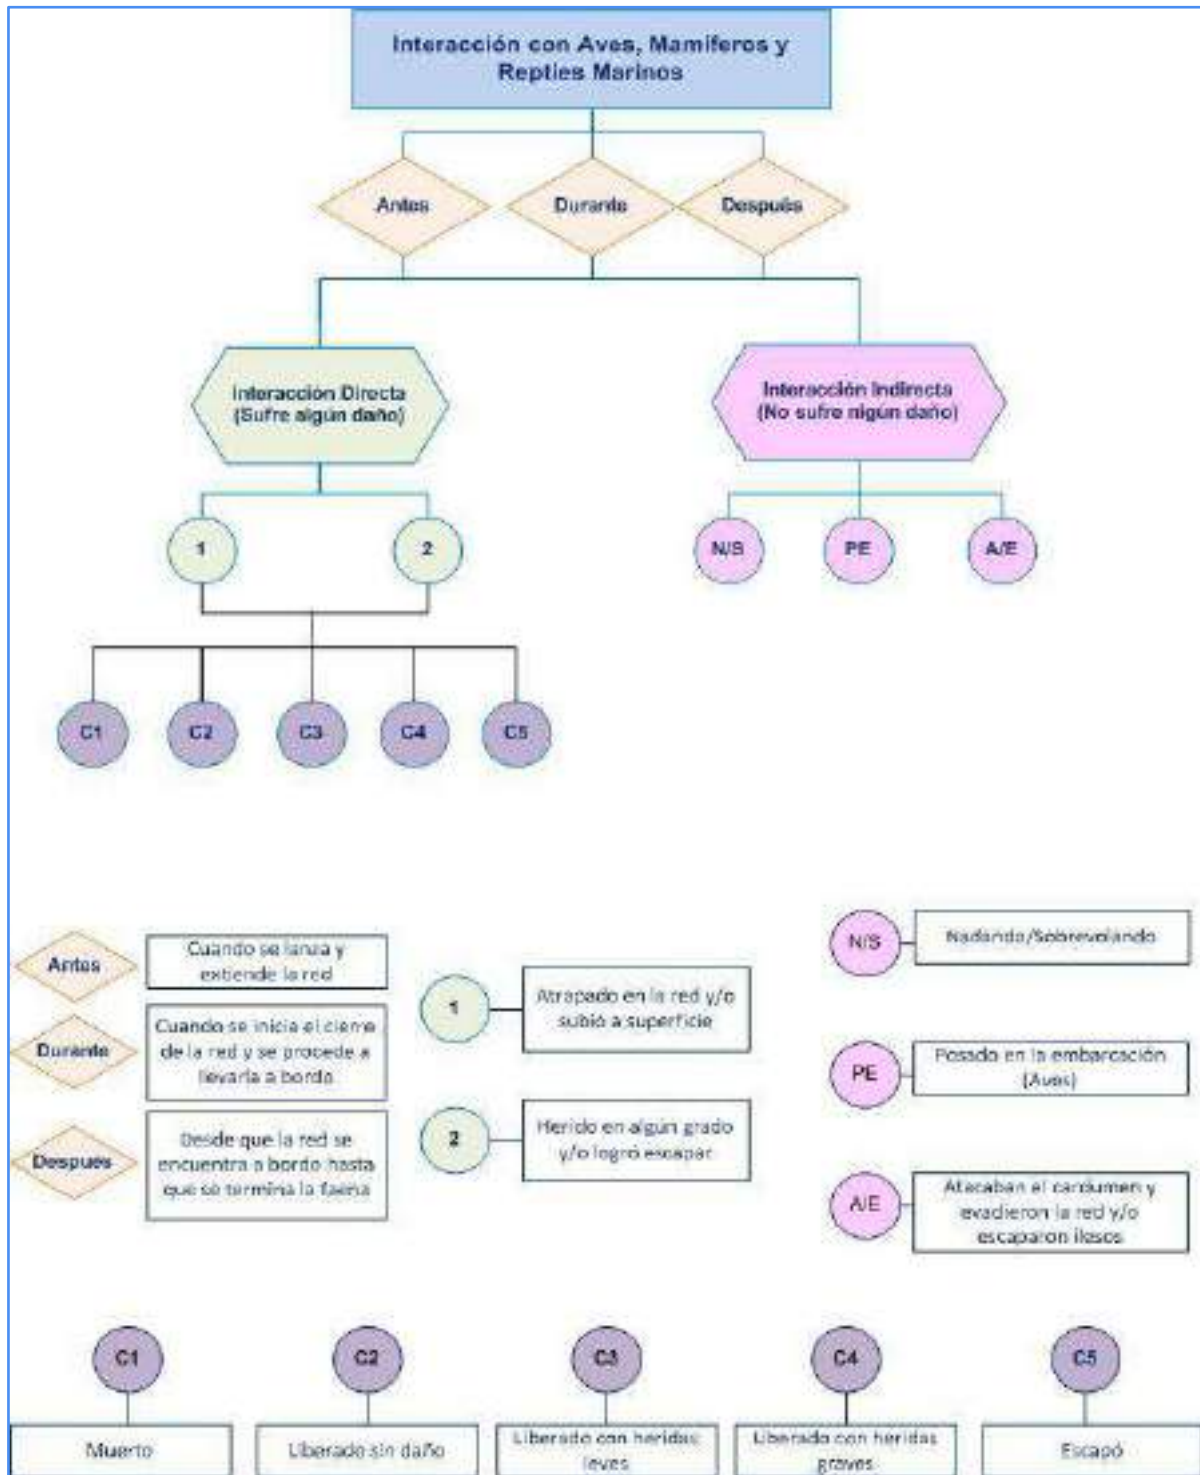 Interacción con Aves, Mamíferos y
Repties Marinos
Antes
Durante
Después
Interacción Directa
(Sufre algún daño)
Interacción Indirecta
(No sufre nigún daño)
1
2
N/S
PE
A/E
C1
C2
C3
C4
C5
Antes
Cuando se lanza y
extiende la red
Durante
Cuando se inicia el cierre
de la red y se procede a
llevarla a bordo
Después
Desde que la red se
encuentra a bordo hasta
que se termina la faena
1
Atrapado en la red y/o
subió a superficie
2
Herido en algún grado
y/o logró escapar
N/S
Nadando/Sobrevolando
PE
Posado en la embarcación
(Aves)
A/E
Atacaban el cardumen y
evadieron la red y/o
escaparon ilesos
C1
C2
C3
C4
C5
Muerto
Liberado sin daño
Liberado con heridas
leves
Liberado con heridas
graves
Escapó